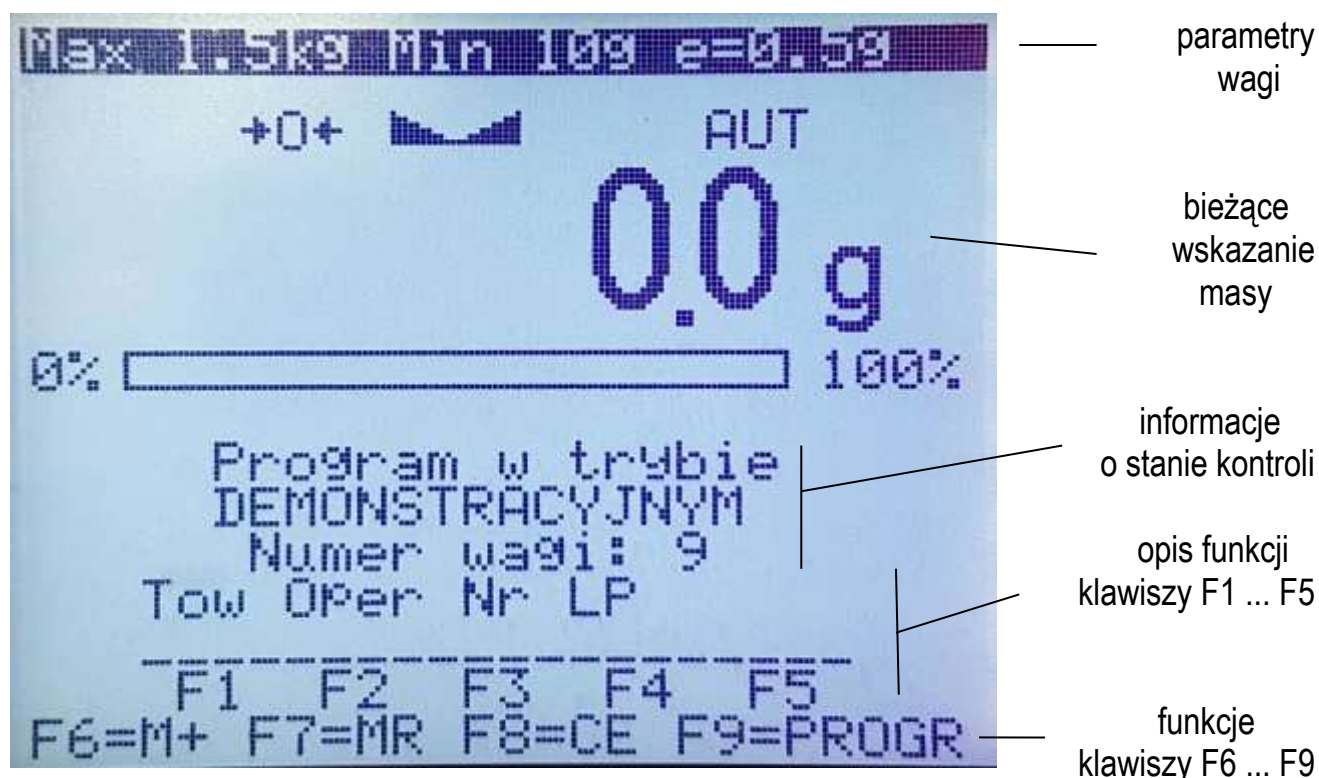 Max 1.5kg Min 10g e=0.5g
parametry
wagi
→0← AUT
0.0 g
bieżące
wskazanie
masy
0% 100%
informacje
o stanie kontroli
Program w trybie
DEMONSTRACYJNYM
Numer wagi: 9
opis funkcji
klawiszy F1 ... F5
Tow Oper Nr LP
F1 F2 F3 F4 F5
F6=M+ F7=MR F8=CE F9=PROGR
funkcje
klawiszy F6 ... F9